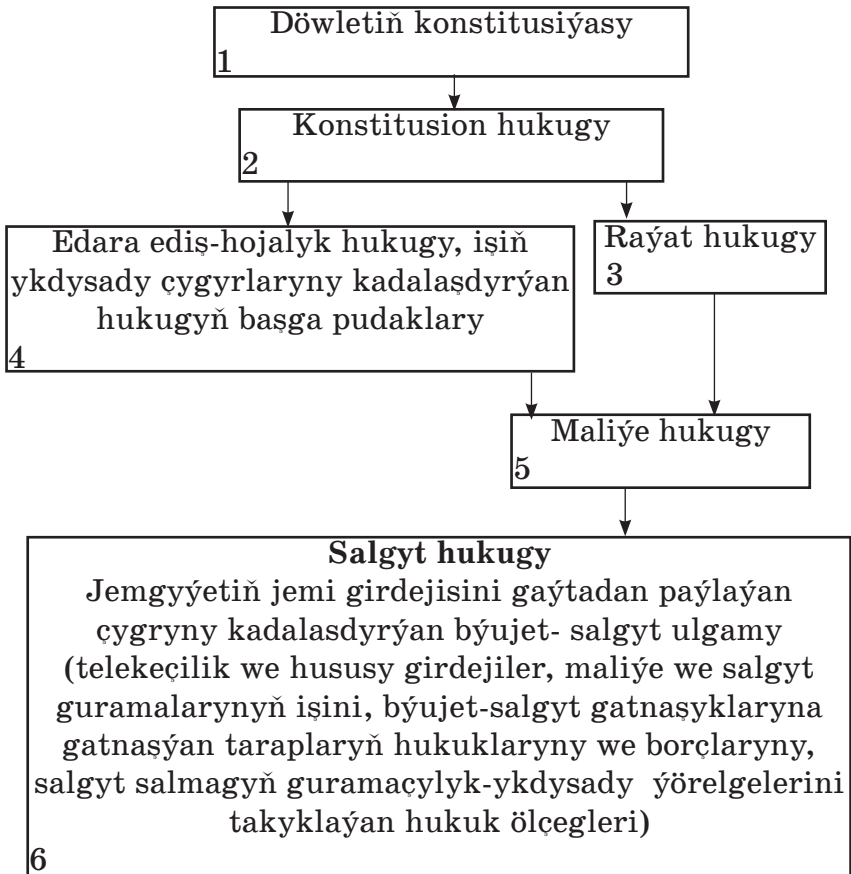 Döwletiň konstitusiýasy
1
Konstitusion hukugy
2
Edara ediş-hojalyk hukugy, işiň
ykdysady çygyrlaryny kadalaşdyrýan
hukugyň başga pudaklary
4
Raýat hukugy
3
Maliýe hukugy
5
Salgyt hukugy
Jemgyýetiň jemi girdejisini gaýtadan paýlaýan
çygryny kadalasdyrýan býujet- salgyt ulgamy
(telekeçilik we hususy girdejiler, maliýe we salgyt
guramalarynyň işini, býujet-salgyt gatnaşyklaryna
gatnaşýan taraplaryň hukuklaryny we borçlaryny,
salgyt salmagyň guramaçylyk-ykdysady ýörelgelerini
takyklaýan hukuk ölçegleri)
6